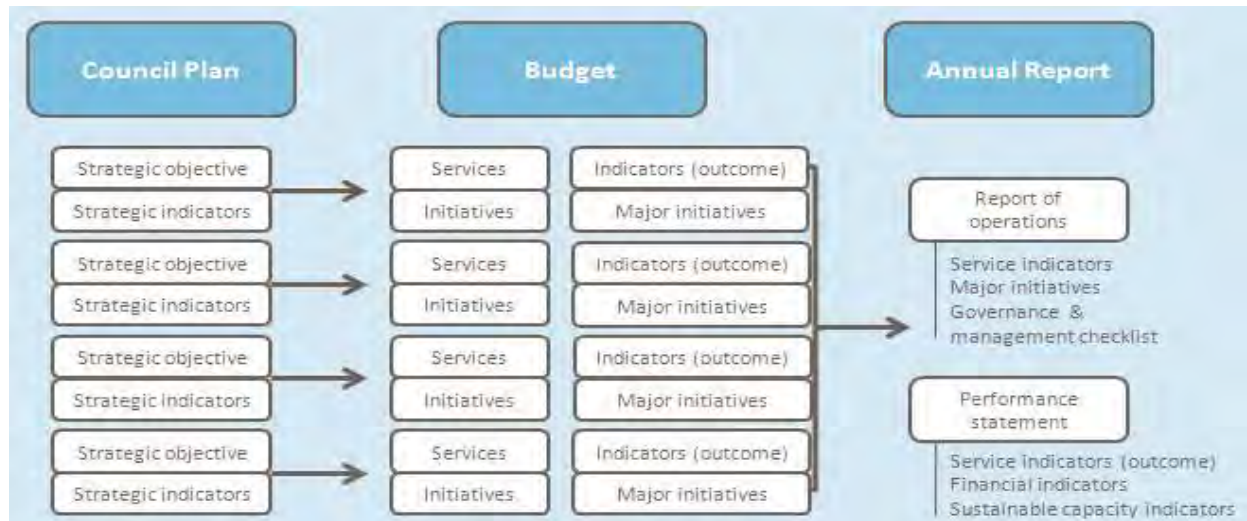 Council Plan
Budget
Annual Report
Strategic objective
Strategic indicators
Strategic objective
Strategic indicators
Strategic objective
Strategic indicators
Strategic objective
Strategic indicators
Services
Initiatives
Services
Initiatives
Services
Initiatives
Services
Initiatives
Indicators (outcome)
Major initiatives
Indicators (outcome)
Major initiatives
Indicators (outcome)
Major initiatives
Indicators (outcome)
Major initiatives
Report of
operations
Service indicators
Major initiatives
Governance &
management checklist
Performance
statement
Service indicators (outcome)
Financial indicators
Sustainable capacity indicators